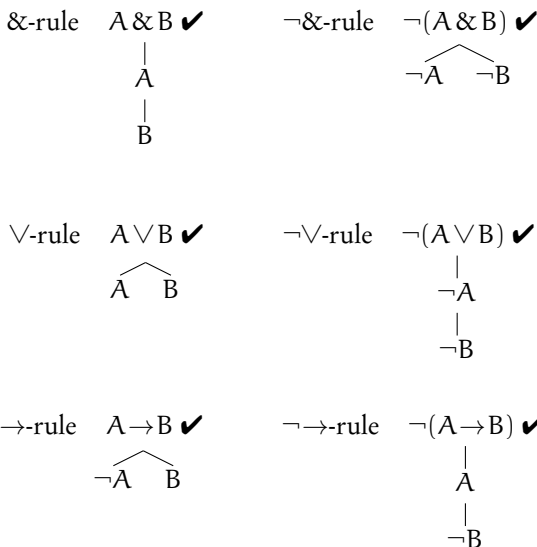 &-rule A & B ✔ ¬&-rule ¬(A & B) ✔
A ¬A ¬B
B
∨-rule A ∨ B ✔ ¬∨-rule ¬(A ∨ B) ✔
A B ¬A
¬B
→-rule A → B ✔ ¬→-rule ¬(A → B) ✔
¬A B A
¬B